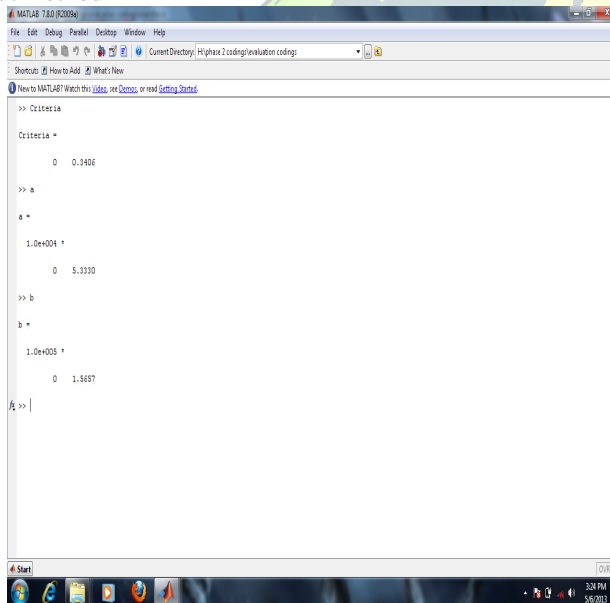 MATLAB 7.8.0 (R2009a)
File Edit Debug Parallel Desktop Window Help
Current Directory: H:\phase 2 codings\evaluation codings
Shortcuts How to Add What's New
New to MATLAB? Watch this Video, see Demos, or read Getting Started.
>> Criteria
Criteria =
0 0.3406
>> a
a =
1.0e+004 *
0 5.3330
>> b
b =
1.0e+005 *
0 1.5657
fx >>
Start
OVR
3:24 PM
5/6/2013